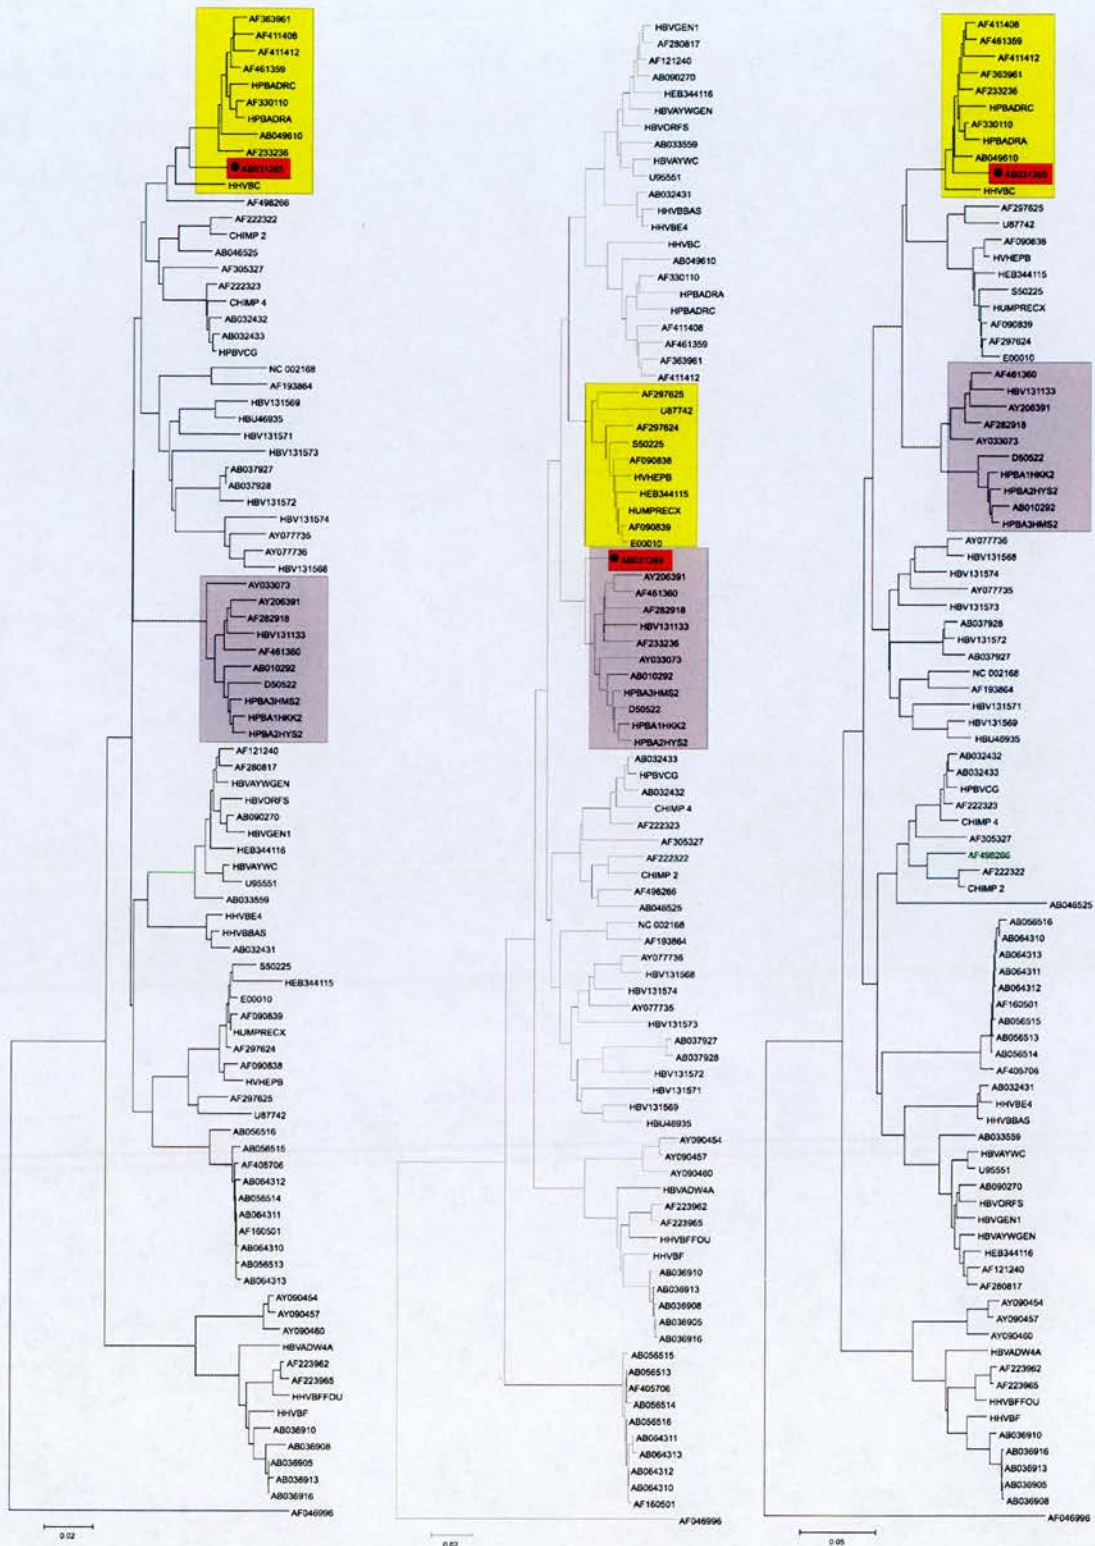 AF363961
AF411408
AF411412
AF461359
HPBADRC
AF330110
HPBADRA
AB049610
AF233236
AB031265
HHVBC
AF498266
AF222322
CHIMP 2
AB046525
AF305327
AF222323
CHIMP 4
AB032432
AB032433
HPBVCG
NC 002168
AF193864
HBV131569
HBU46935
HBV131571
HBV131573
AB037927
AB037928
HBV131572
HBV131574
AY077735
AY077736
HBV131568
AY033073
AY206391
AF282918
HBV131133
AF461360
AB010292
D50522
HPBA3HMS2
HPBA1HKK2
HPBA2HYS2
AF121240
AF280817
HBVAYWGEN
HBVORFS
AB090270
HBVGEN1
HEB344116
HBVAYWC
U95551
AB033559
HHVBE4
HHVBBAS
AB032431
S50225
HEB344115
E00010
AF090839
HUMPRECX
AF297624
AF090838
HVHEPB
AF297625
U87742
AB056516
AB056515
AF405706
AB064312
AB056514
AB064311
AF160501
AB064310
AB056513
AB064313
AY090454
AY090457
AY090460
HBVADW4A
AF223962
AF223965
HHVBFFOU
HHVBF
AB036910
AB036908
AB036905
AB036913
AB036916
AF046996
0.02
HBVGEN1
AF280817
AF121240
AB090270
HEB344116
HBVAYWGEN
HBVORFS
AB033559
HBVAYWC
U95551
AB032431
HHVBBAS
HHVBE4
HHVBC
AB049610
AF330110
HPBADRA
HPBADRC
AF411408
AF461359
AF363961
AF411412
AF297625
U87742
AF297624
S50225
AF090838
HVHEPB
HEB344115
HUMPRECX
AF090839
E00010
AY206391
AF461360
AF282918
HBV131133
AF233236
AY033073
AB010292
HPBA3HMS2
D50522
HPBA1HKK2
HPBA2HYS2
AB032433
HPBVCG
AB032432
CHIMP 4
AF222323
AF305327
AF222322
CHIMP 2
AF498266
AB046525
NC 002168
AF193864
AY077736
HBV131568
HBV131574
AY077735
HBV131573
AB037927
AB037928
HBV131572
HBV131571
HBV131569
HBU46935
AY090454
AY090457
AY090460
HBVADW4A
AF223962
AF223965
HHVBFFOU
HHVBF
AB036910
AB036913
AB036908
AB036905
AB036916
AB056515
AB056513
AF405706
AB056514
AB056516
AB064311
AB064313
AB064312
AB064310
AF160501
AF046996
0.02
AF411408
AF461359
AF411412
AF363961
AF233236
HPBADRC
AF330110
HPBADRA
AB049610
AB031265
HHVBC
AF297625
U87742
AF090838
HVHEPB
HEB344115
S50225
HUMPRECX
AF090839
AF297624
E00010
AF461360
HBV131133
AY206391
AF282918
AY033073
D50522
HPBA1HKK2
HPBA2HYS2
AB010292
HPBA3HMS2
AY077736
HBV131568
HBV131574
AY077735
HBV131573
AB037928
HBV131572
AB037927
NC 002168
AF193864
HBV131571
HBV131569
HBU46935
AB032432
AB032433
HPBVCG
AF222323
CHIMP 4
AF305327
AF498266
AF222322
CHIMP 2
AB046525
AB056516
AB064310
AB064313
AB064311
AB064312
AF160501
AB056515
AB056513
AB056514
AF405706
AB032431
HHVBE4
HHVBBAS
AB033559
HBVAYWC
U95551
AB090270
HBVORFS
HBVGEN1
HBVAYWGEN
HEB344116
AF121240
AF280817
AY090454
AY090457
AY090460
HBVADW4A
AF223962
AF223965
HHVBFFOU
HHVBF
AB036910
AB036916
AB036913
AB036905
AB036908
AF046996
0.05